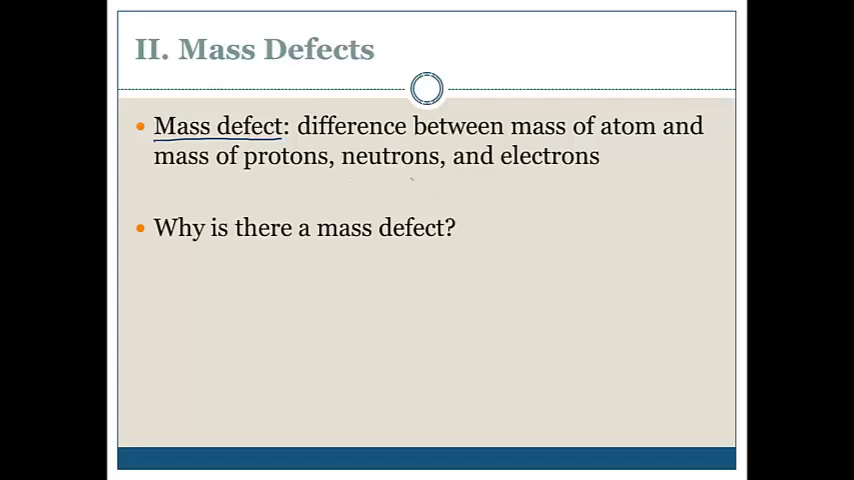 II. Mass Defects
Mass defect: difference between mass of atom and
mass of protons, neutrons, and electrons
Why is there a mass defect?